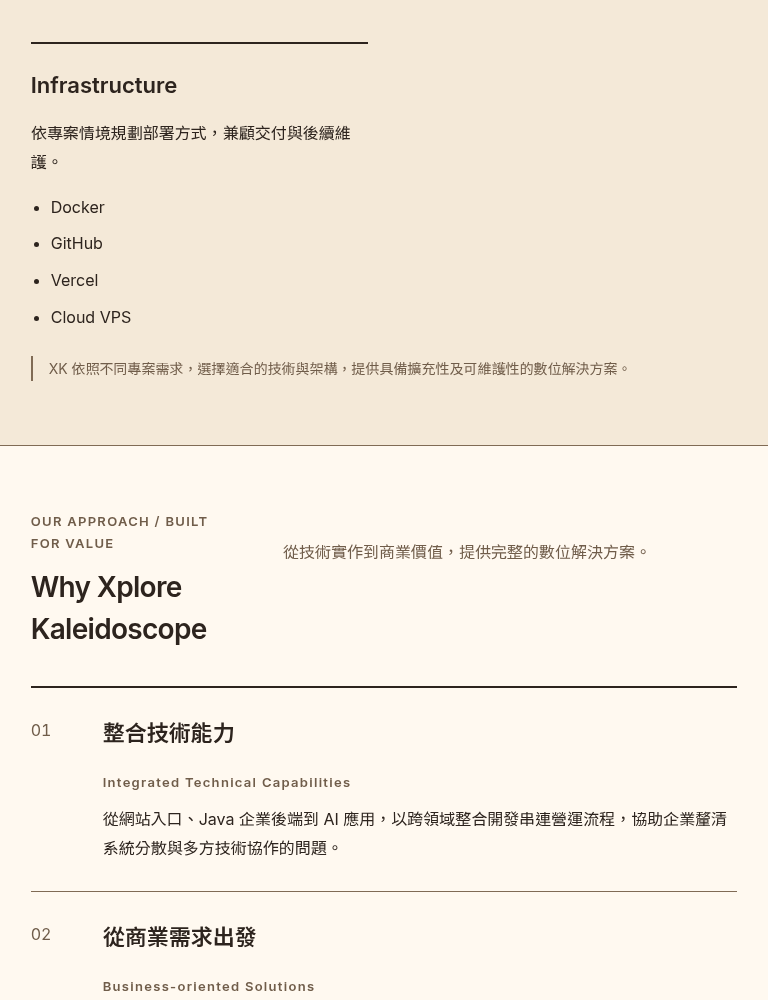 Infrastructure
依專案情境規劃部署方式，兼顧交付與後續維
護。
• Docker
• GitHub
• Vercel
• Cloud VPS
XK 依照不同專案需求，選擇適合的技術與架構，提供具備擴充性及可維護性的數位解決方案。
OUR APPROACH / BUILT
FOR VALUE
Why Xplore
Kaleidoscope
從技術實作到商業價值，提供完整的數位解決方案。
01
整合技術能力
Integrated Technical Capabilities
從網站入口、Java 企業後端到 AI 應用，以跨領域整合開發串連營運流程，協助企業釐清
系統分散與多方技術協作的問題。
02
從商業需求出發
Business-oriented Solutions